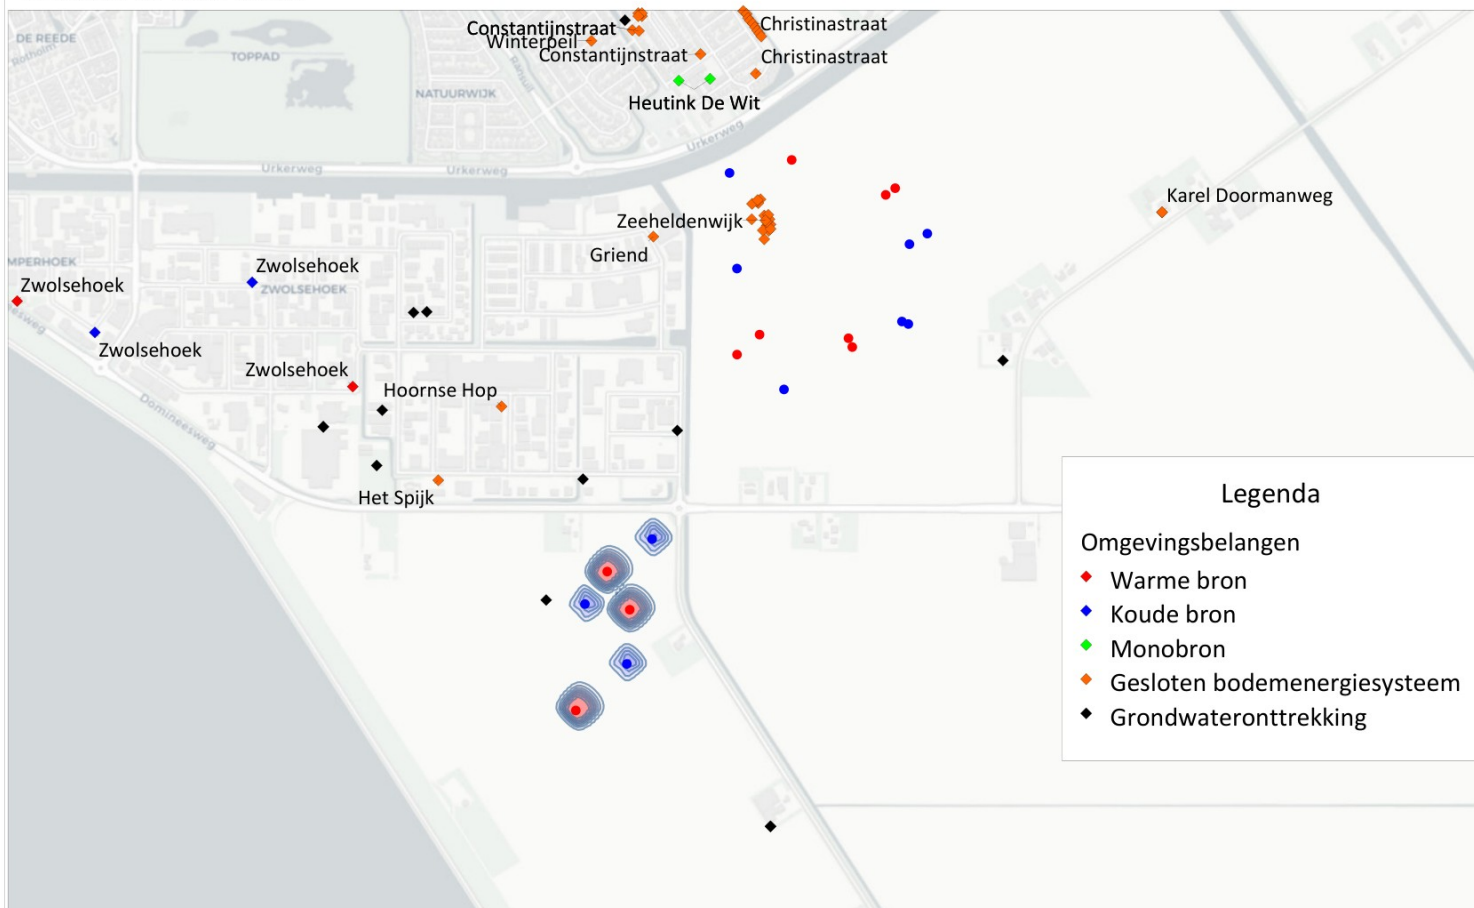 Constantijnstraat
Christinastraat
DE REEDE
Rotholm
TOPPAD
Winterpeil
Constantijnstraat
Christinastraat
NATUURWIJK
Heutink De Wit
Urkerweg
Urkerweg
Urkerweg
Karel Doormanweg
Zeeheldenwijk
Griend
MPERHOEK
Zwolsehoek
Zwolsehoek
ZWOLSEHOEK
Zwolsehoek
Zwolsehoek
Hoornse Hop
Domineesweg
Het Spijk
Legenda
Omgevingsbelangen
Warme bron
Koude bron
Monobron
Gesloten bodemenergiesysteem
Grondwateronttrekking